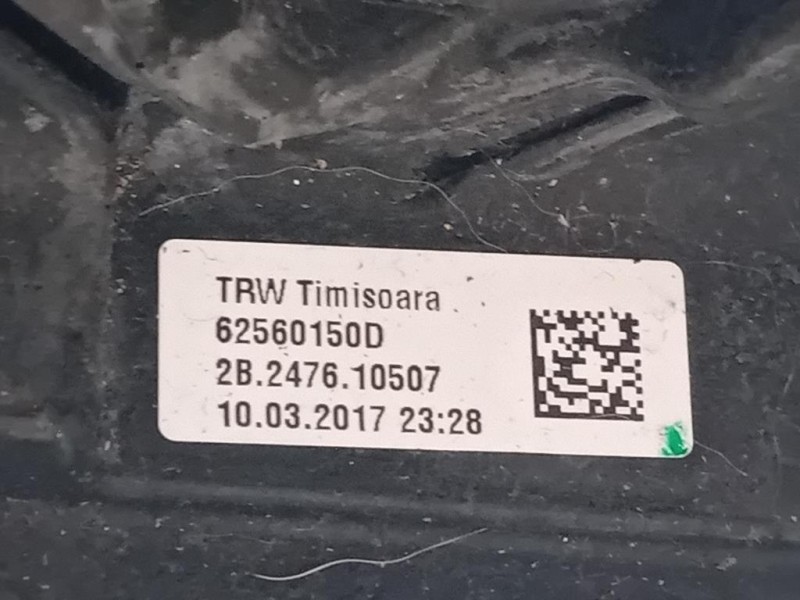 TRW Timisoara
62560150D
2B.2476.10507
10.03.2017 23:28